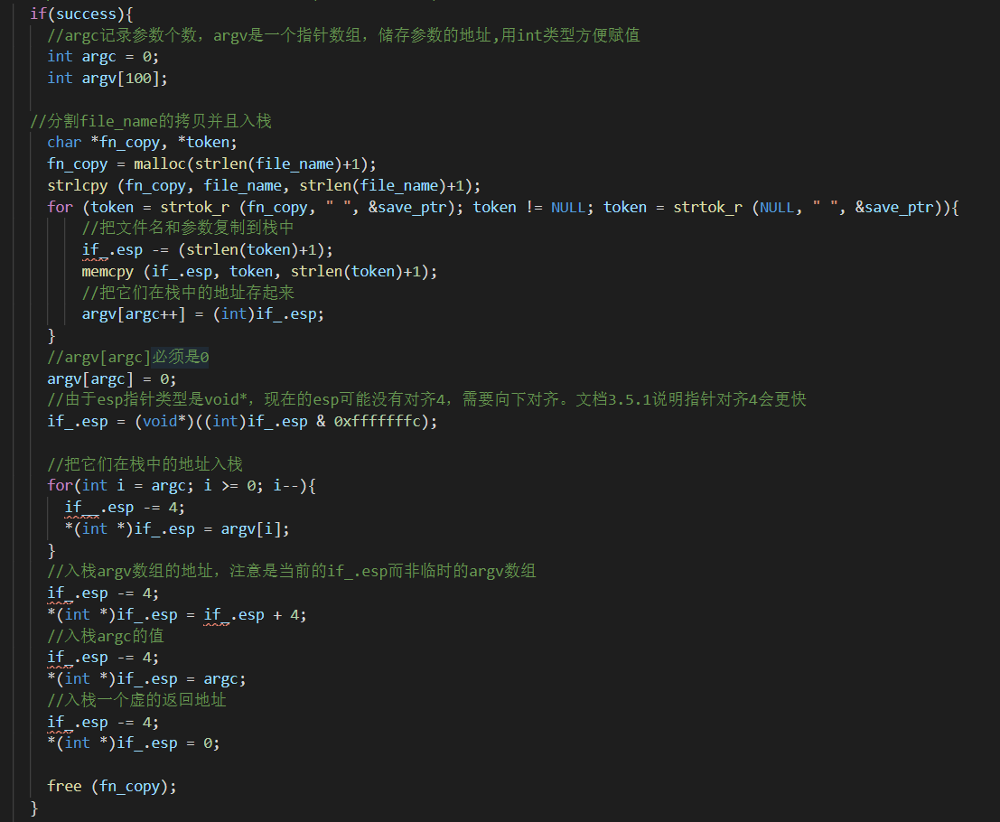 if(success){
//argc记录参数个数，argv是一个指针数组，储存参数的地址,用int类型方便赋值
int argc = 0;
int argv[100];
//分割file_name的拷贝并且入栈
char *fn_copy, *token;
fn_copy = malloc(strlen(file_name)+1);
strlcpy (fn_copy, file_name, strlen(file_name)+1);
for (token = strtok_r (fn_copy, " ", &save_ptr); token != NULL; token = strtok_r (NULL, " ", &save_ptr)){
//把文件名和参数复制到栈中
if_.esp -= (strlen(token)+1);
memcpy (if_.esp, token, strlen(token)+1);
//把它们在栈中的地址存起来
argv[argc++] = (int)if_.esp;
}
//argv[argc]必须是0
argv[argc] = 0;
//由于esp指针类型是void*，现在的esp可能没有对齐4，需要向下对齐。文档3.5.1说明指针对齐4会更快
if_.esp = (void*)((int)if_.esp & 0xfffffffc);
//把它们在栈中的地址入栈
for(int i = argc; i >= 0; i--){
if_.esp -= 4;
*(int *)if_.esp = argv[i];
}
//入栈argv数组的地址，注意是当前的if_.esp而非临时的argv数组
if_.esp -= 4;
*(int *)if_.esp = if_.esp + 4;
//入栈argc的值
if_.esp -= 4;
*(int *)if_.esp = argc;
//入栈一个虚的返回地址
if_.esp -= 4;
*(int *)if_.esp = 0;
free (fn_copy);
}